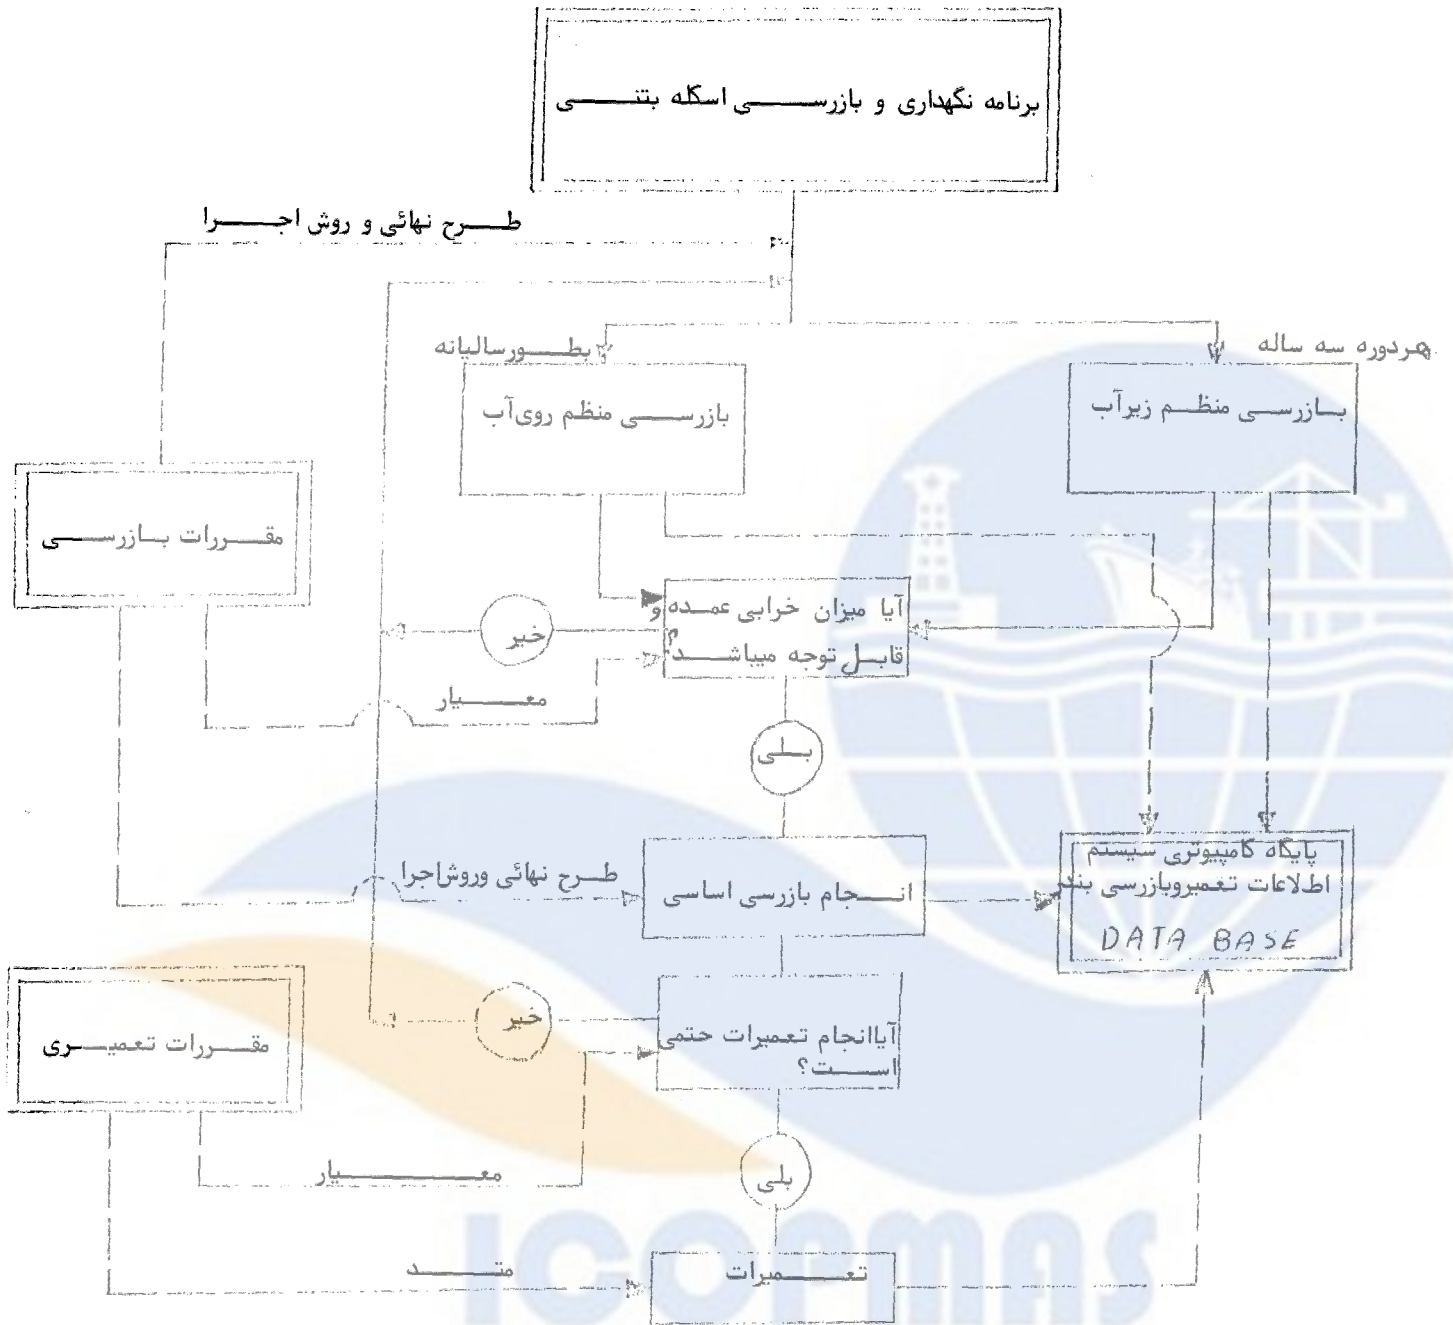 برنامه نگهداری و بازرسی اسکله بتنی
طرح نهائی و روش اجرا
هردوره سه ساله
بطورسالیانه
بازرسی منظم زیرآب
بازرسی منظم روی‌آب
مقررات بازرسی
آیا میزان خرابی عمده و
قابل توجه میباشد؟
خیر
معیار
بلی
پایگاه کامپیوتری سیستم
اطلاعات تعمیروبازرسی بندر
DATA BASE
طرح نهائی وروش‌اجرا
انجام بازرسی اساسی
مقررات تعمیری
خیر
آیاانجام تعمیرات حتمی
است؟
معیار
بلی
متد
تعمیرات
ICOPMAS